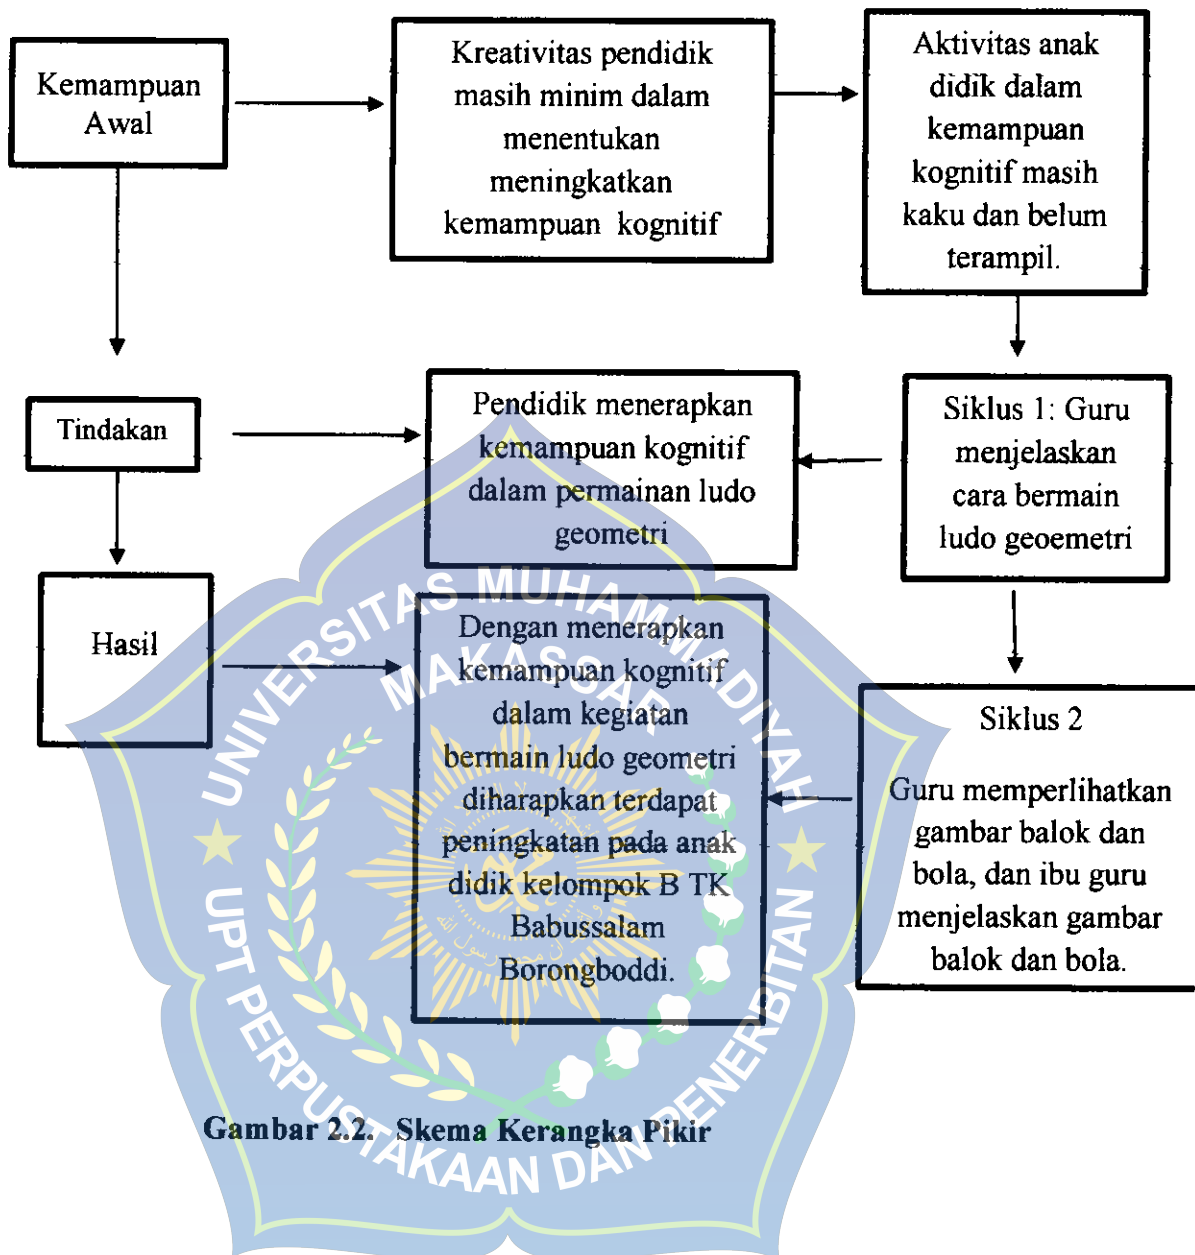 Kemampuan
Awal
Kreativitas pendidik
masih minim dalam
menentukan
meningkatkan
kemampuan kognitif
Aktivitas anak
didik dalam
kemampuan
kognitif masih
kaku dan belum
terampil.
Tindakan
Pendidik menerapkan
kemampuan kognitif
dalam permainan ludo
geometri
Siklus 1: Guru
menjelaskan
cara bermain
ludo geoemetri
Hasil
Dengan menerapkan
kemampuan kognitif
dalam kegiatan
bermain ludo geometri
diharapkan terdapat
peningkatan pada anak
didik kelompok B TK
Babussalam
Borongboddi.
Siklus 2
Guru memperlihatkan
gambar balok dan
bola, dan ibu guru
menjelaskan gambar
balok dan bola.
Gambar 2.2. Skema Kerangka Pikir
UNIVERSITAS MUHAMMADIYAH
MAKASSAR
UPT PERPUSTAKAAN DAN PENERBITAN